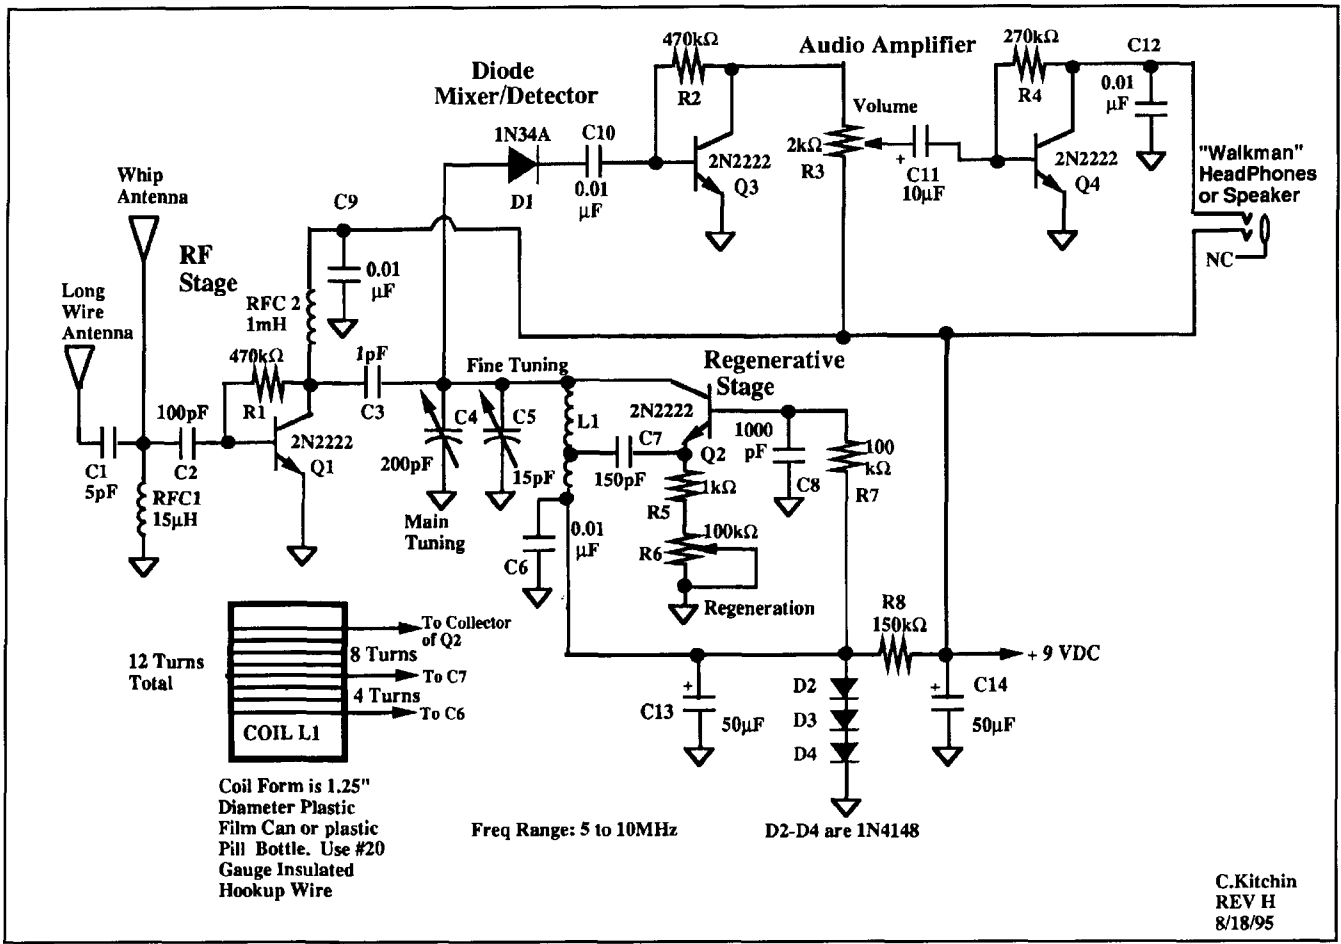 470kΩ
R2
Audio Amplifier
270kΩ
R4
C12
0.01
μF
Diode
Mixer/Detector
1N34A
D1
C10
0.01
μF
2N2222
Q3
Volume
2kΩ
R3
+
C11
10μF
2N2222
Q4
"Walkman"
HeadPhones
or Speaker
NC
Whip
Antenna
RF
Stage
C9
0.01
μF
Long
Wire
Antenna
RFC 2
1mH
470kΩ
R1
1pF
C3
100pF
C2
C1
5pF
RFC1
15μH
2N2222
Q1
Fine Tuning
C4
200pF
C5
15pF
Main
Tuning
L1
Regenerative
Stage
2N2222
Q2
C7
150pF
1000
pF
C8
100
kΩ
R7
1kΩ
R5
100kΩ
R6
Regeneration
0.01
μF
C6
R8
150kΩ
+ 9 VDC
+
C13
50μF
D2
D3
D4
+
C14
50μF
12 Turns
Total
To Collector
of Q2
8 Turns
To C7
4 Turns
To C6
COIL L1
Coil Form is 1.25"
Diameter Plastic
Film Can or plastic
Pill Bottle. Use #20
Gauge Insulated
Hookup Wire
Freq Range: 5 to 10MHz
D2-D4 are 1N4148
C.Kitchin
REV H
8/18/95